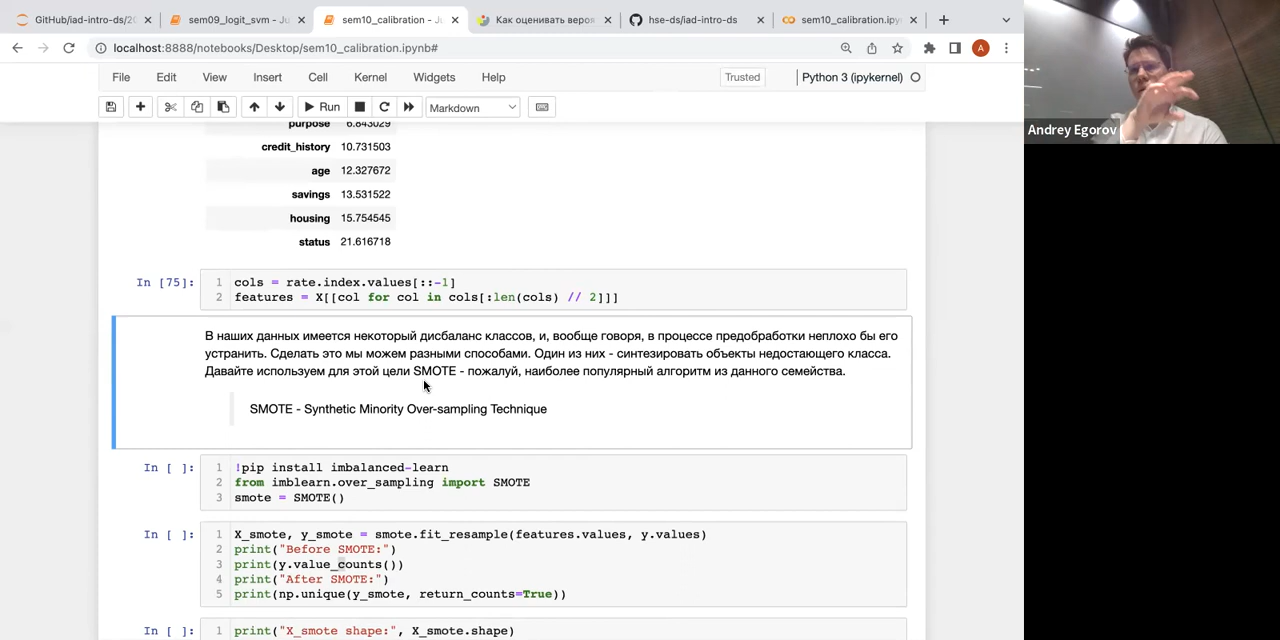 GitHub/iad-intro-ds/20
sem09_logit_svm - Ju
sem10_calibration - Ju
Как оценивать веро
hse-ds/iad-intro-ds
sem10_calibration.ipyn
localhost:8888/notebooks/Desktop/sem10_calibration.ipynb#
A
File Edit View Insert Cell Kernel Widgets Help
Trusted
Python 3 (ipykernel)
Run
Markdown
purpose 6.843029
credit_history 10.731503
age 12.327672
savings 13.531522
housing 15.754545
status 21.616718
In [75]:
1 cols = rate.index.values[::-1]
2 features = X[[col for col in cols[:len(cols) // 2]]]
В наших данных имеется некоторый дисбаланс классов, и, вообще говоря, в процессе предобработки неплохо бы его
устранить. Сделать это мы можем разными способами. Один из них - синтезировать объекты недостающего класса.
Давайте используем для этой цели SMOTE - пожалуй, наиболее популярный алгоритм из данного семейства.
SMOTE - Synthetic Minority Over-sampling Technique
In [ ]:
1 !pip install imbalanced-learn
2 from imblearn.over_sampling import SMOTE
3 smote = SMOTE()
In [ ]:
1 X_smote, y_smote = smote.fit_resample(features.values, y.values)
2 print("Before SMOTE:")
3 print(y.value_counts())
4 print("After SMOTE:")
5 print(np.unique(y_smote, return_counts=True))
In [ ]:
1 print("X_smote shape:", X_smote.shape)
Andrey Egorov